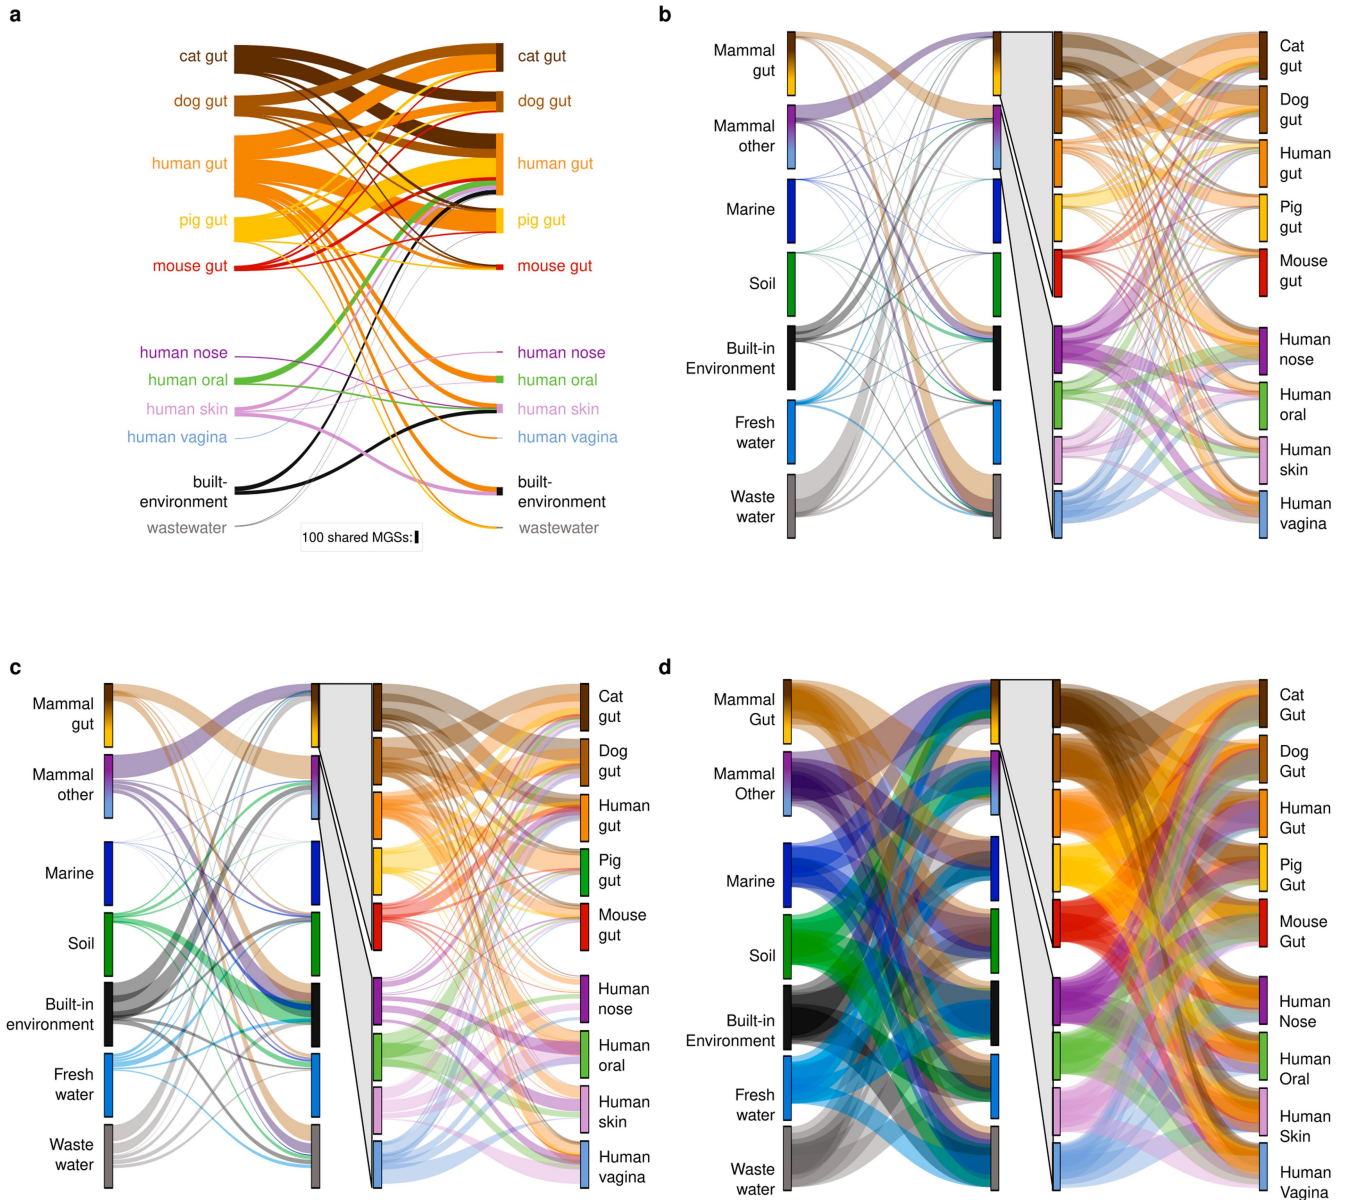 a
cat gut
dog gut
human gut
pig gut
mouse gut
human nose
human oral
human skin
human vagina
built-
environment
wastewater
cat gut
dog gut
human gut
pig gut
mouse gut
human nose
human oral
human skin
human vagina
built-
environment
wastewater
100 shared MGSs:
b
Mammal
gut
Mammal
other
Marine
Soil
Built-in
Environment
Fresh
water
Waste
water
Cat
gut
Dog
gut
Human
gut
Pig
gut
Mouse
gut
Human
nose
Human
oral
Human
skin
Human
vagina
c
Mammal
gut
Mammal
other
Marine
Soil
Built-in
environment
Fresh
water
Waste
water
Cat
gut
Dog
gut
Human
gut
Pig
gut
Mouse
gut
Human
nose
Human
oral
Human
skin
Human
vagina
d
Mammal
Gut
Mammal
Other
Marine
Soil
Built-in
Environment
Fresh
water
Waste
water
Cat
Gut
Dog
Gut
Human
Gut
Pig
Gut
Mouse
Gut
Human
Nose
Human
Oral
Human
Skin
Human
Vagina